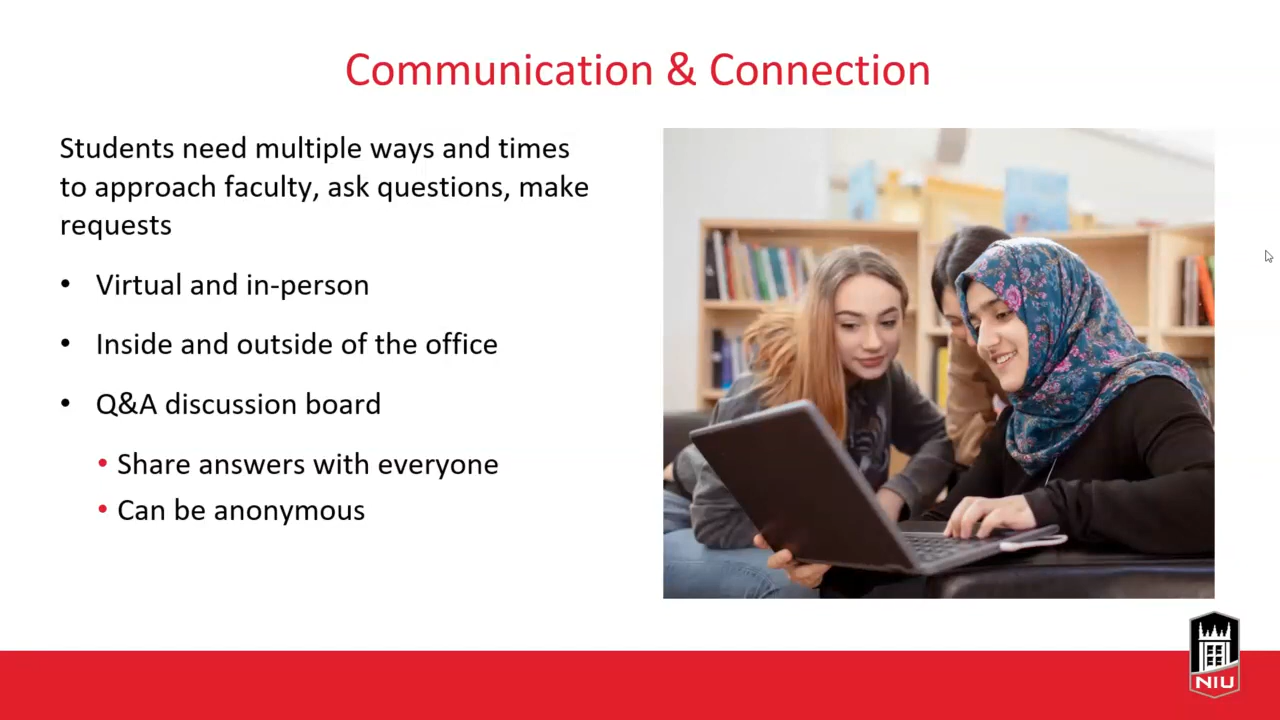 Communication & Connection
Students need multiple ways and times
to approach faculty, ask questions, make
requests
• Virtual and in-person
• Inside and outside of the office
• Q&A discussion board
• Share answers with everyone
• Can be anonymous
NIU